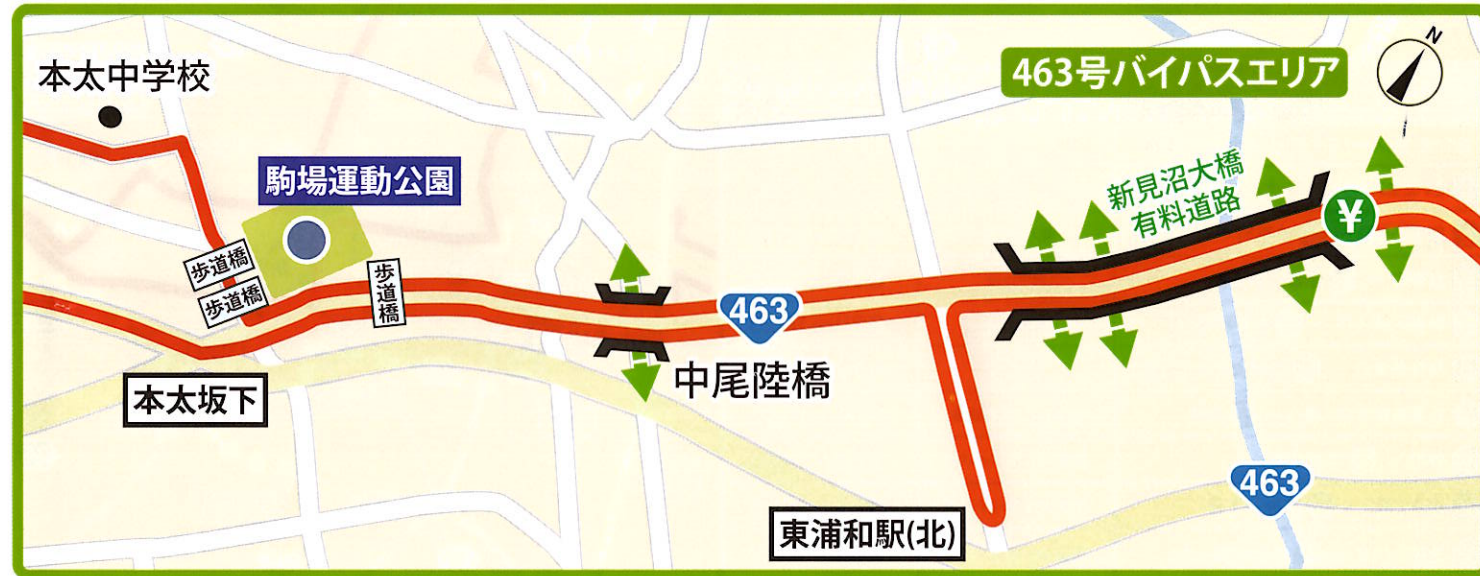 463号バイパスエリア
N
本太中学校
駒場運動公園
新見沼大橋
有料道路
¥
歩道橋
歩道橋
歩道橋
463
中尾陸橋
本太坂下
463
東浦和駅(北)